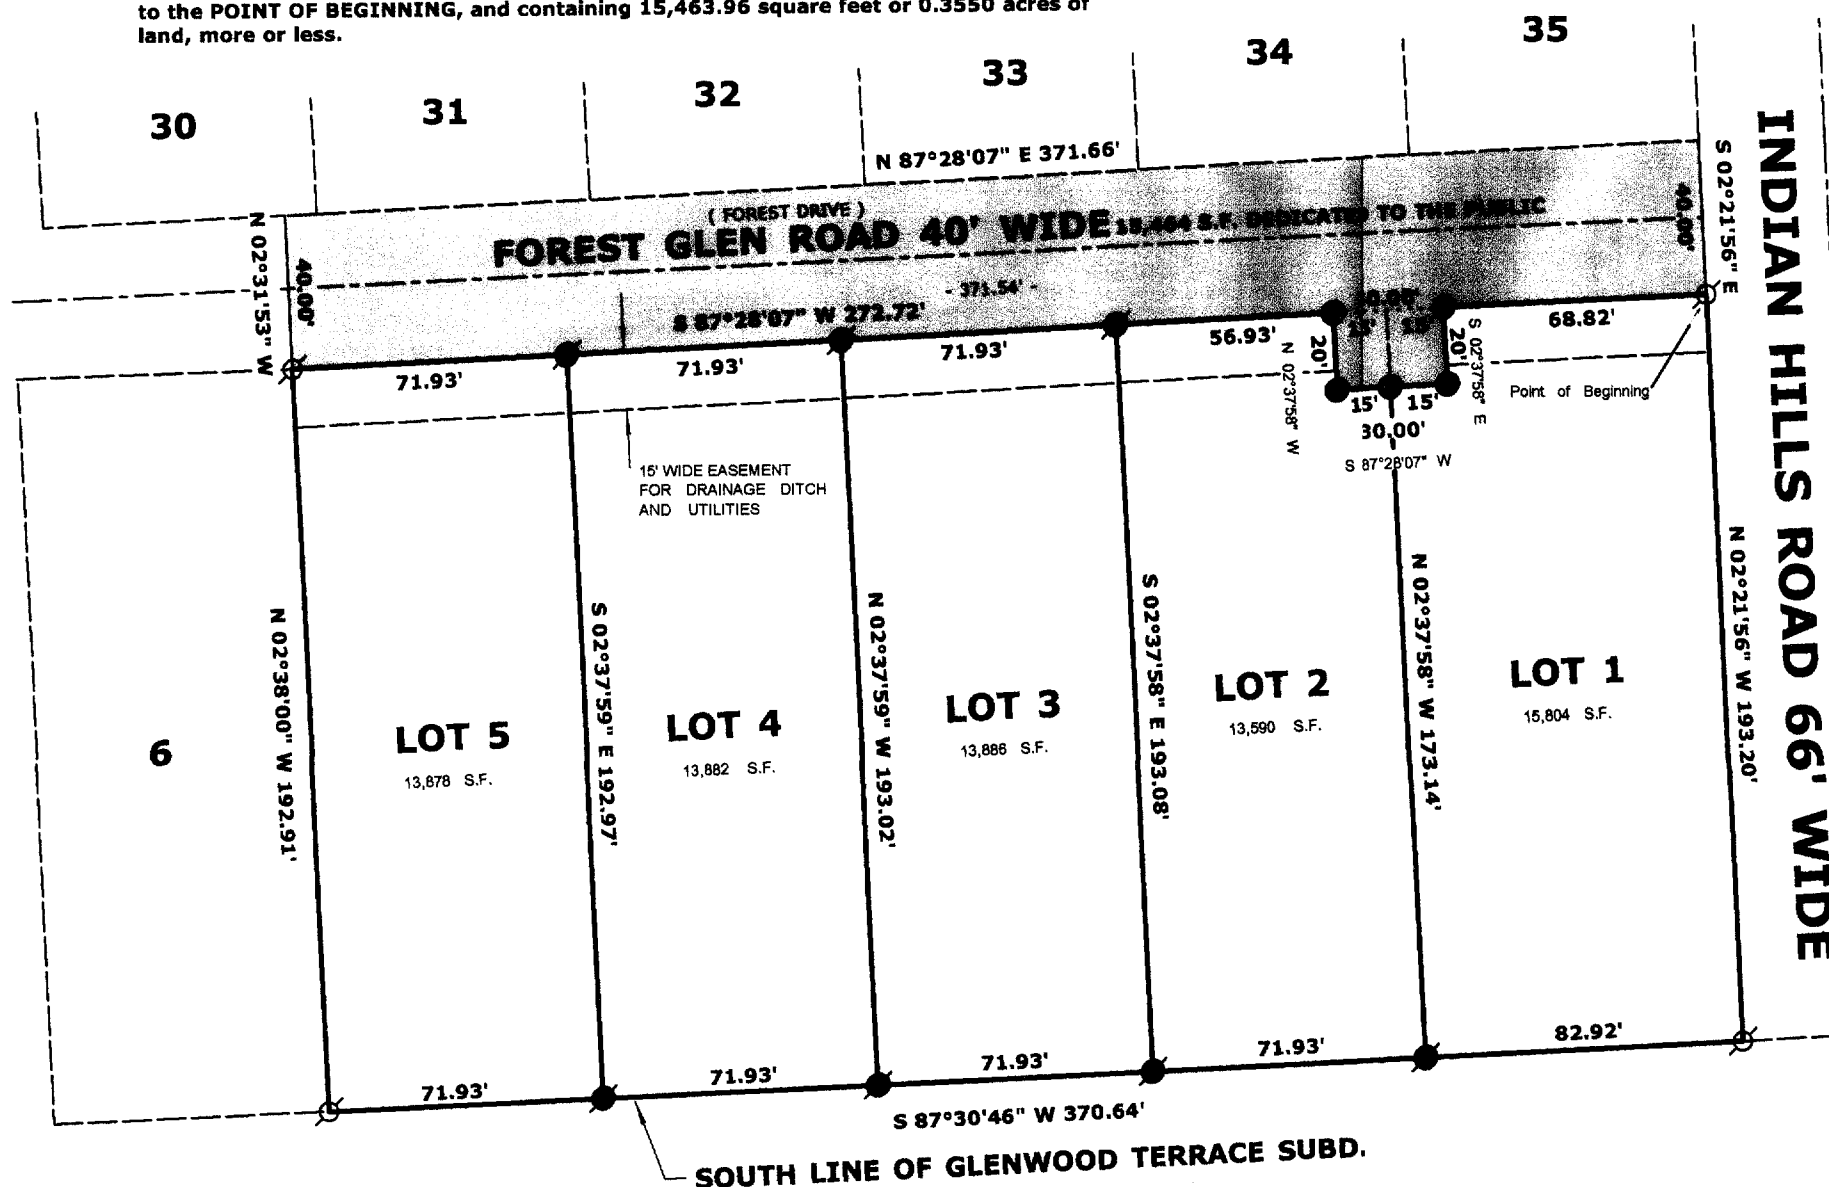 to the POINT OF BEGINNING, and containing 15,463.96 square feet or 0.3550 acres of
land, more or less.
30
31
32
33
34
35
N 87°28'07" E 371.66'
( FOREST DRIVE )
FOREST GLEN ROAD 40' WIDE
15,464 S.F. DEDICATED TO THE PUBLIC
N 02°31'53" W
40.00'
- 371.54' -
S 87°28'07" W 272.72'
40.00'
S 02°21'56" E
INDIAN HILLS ROAD 66' WIDE
71.93'
71.93'
71.93'
56.93'
30.00'
15'
15'
68.82'
20'
20'
N 02°37'58" W
S 02°37'58" E
15'
15'
30.00'
S 87°28'07" W
Point of Beginning
15' WIDE EASEMENT
FOR DRAINAGE DITCH
AND UTILITIES
6
N 02°38'00" W 192.91'
LOT 5
13,878 S.F.
S 02°37'59" E 192.97'
LOT 4
13,882 S.F.
N 02°37'59" W 193.02'
LOT 3
13,886 S.F.
S 02°37'58" E 193.08'
LOT 2
13,590 S.F.
N 02°37'58" W 173.14'
LOT 1
15,804 S.F.
N 02°21'56" W 193.20'
71.93'
71.93'
71.93'
71.93'
82.92'
S 87°30'46" W 370.64'
SOUTH LINE OF GLENWOOD TERRACE SUBD.